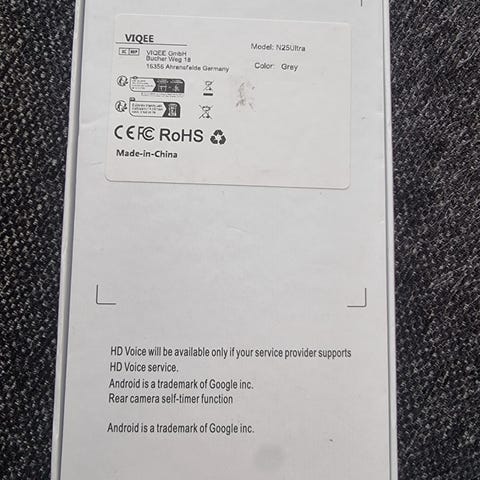 VIQEE
EC REP
VIQEE GmbH
Bucher Weg 18
16356 Ahrensfelde Germany
Model: N25Ultra
Color: Grey
CE FC RoHS
Made-in-China
HD Voice will be available only if your service provider supports
HD Voice service.
Android is a trademark of Google inc.
Rear camera self-timer function
Android is a trademark of Google inc.